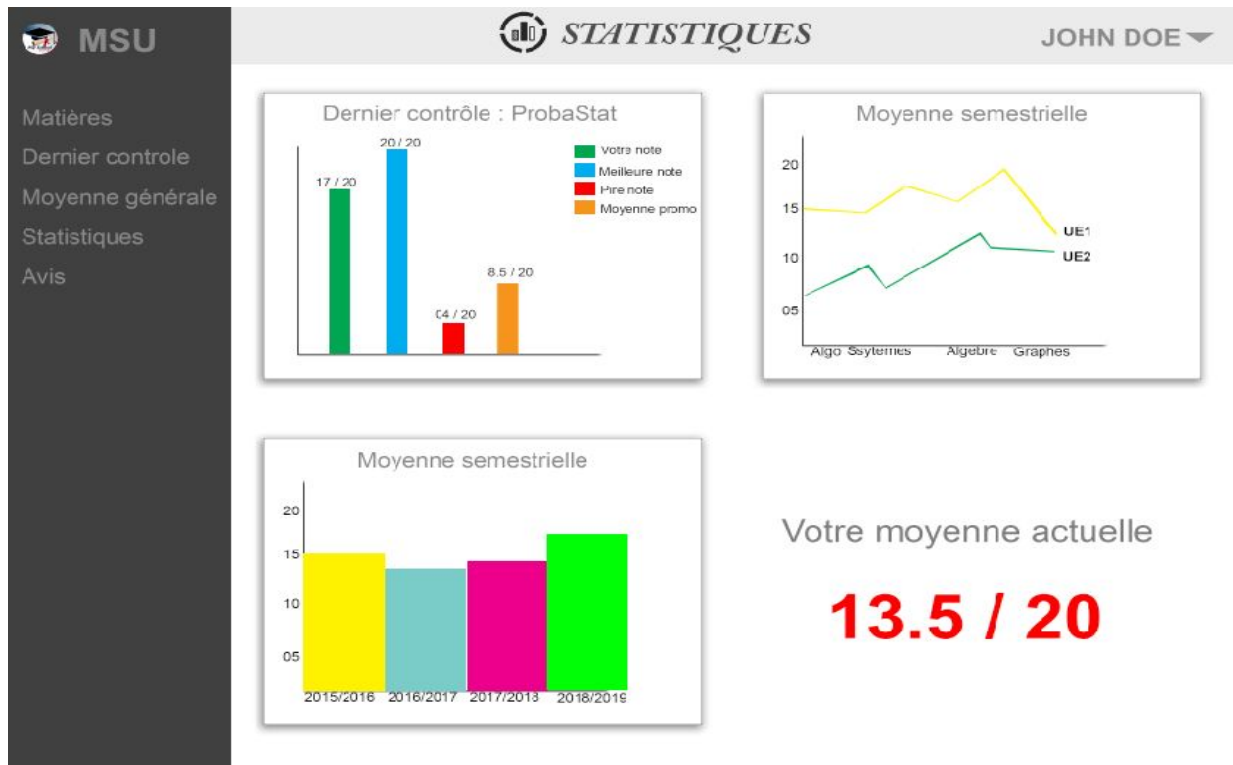 MSU
STATISTIQUES
JOHN DOE
Matières
Dernier controle
Moyenne générale
Statistiques
Avis
Dernier contrôle : ProbaStat
20 / 20
17 / 20
8.5 / 20
04 / 20
Votre note
Meilleure note
Pire note
Moyenne promo
Moyenne semestrielle
20
15
10
05
UE1
UE2
Algo Ssytemes Algebre Graphes
Moyenne semestrielle
20
15
10
05
2015/2016 2016/2017 2017/2018 2018/2019
Votre moyenne actuelle
13.5 / 20